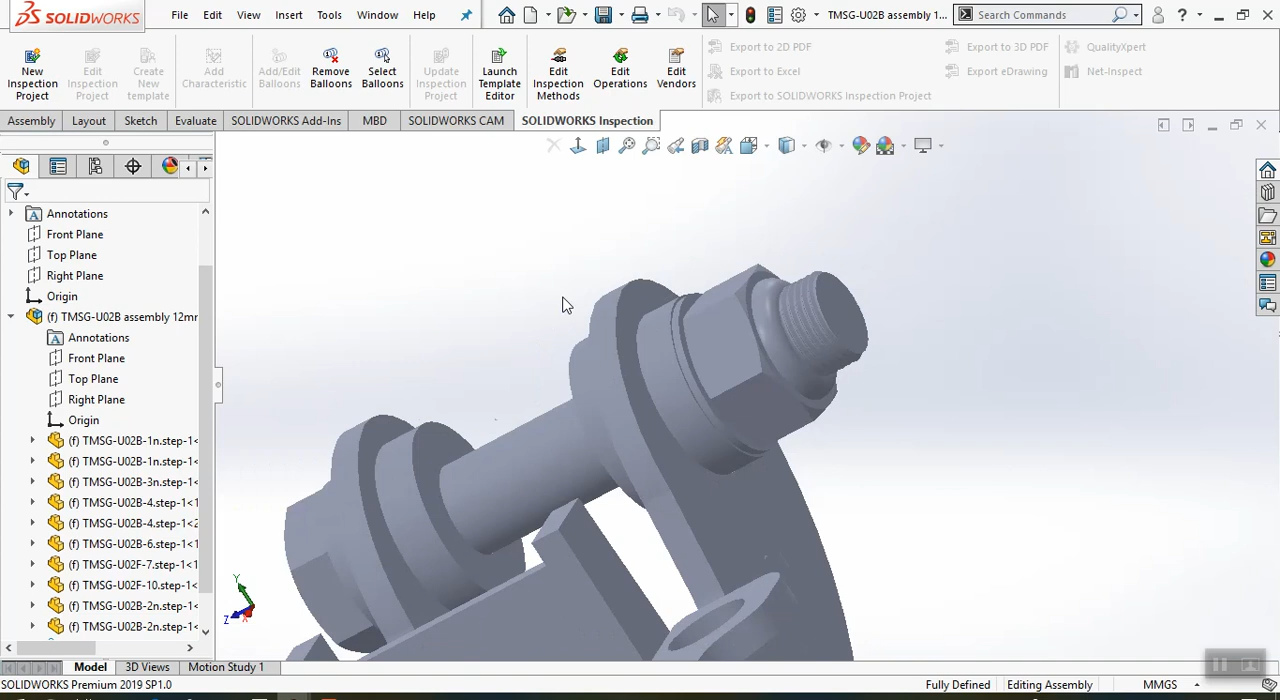 SOLIDWORKS
File Edit View Insert Tools Window Help
TMSG-U02B assembly 1...
Search Commands
New Inspection Project
Edit Inspection Project
Create New template
Add Characteristic
Add/Edit Balloons
Remove Balloons
Select Balloons
Update Inspection Project
Launch Template Editor
Edit Inspection Methods
Edit Operations
Edit Vendors
Export to 2D PDF
Export to Excel
Export to SOLIDWORKS Inspection Project
Export to 3D PDF
Export eDrawing
QualityXpert
Net-Inspect
Assembly Layout Sketch Evaluate SOLIDWORKS Add-Ins MBD SOLIDWORKS CAM SOLIDWORKS Inspection
Annotations
Front Plane
Top Plane
Right Plane
Origin
(f) TMSG-U02B assembly 12mm
Annotations
Front Plane
Top Plane
Right Plane
Origin
(f) TMSG-U02B-1n.step-1<
(f) TMSG-U02B-1n.step-1<
(f) TMSG-U02B-3n.step-1<
(f) TMSG-U02B-4.step-1<1
(f) TMSG-U02B-4.step-1<2
(f) TMSG-U02B-6.step-1<1
(f) TMSG-U02F-7.step-1<1
(f) TMSG-U02F-10.step-1<
(f) TMSG-U02B-2n.step-1<
(f) TMSG-U02B-2n.step-1<
Y
Z
X
Model 3D Views Motion Study 1
SOLIDWORKS Premium 2019 SP1.0
Fully Defined
Editing Assembly
MMGS